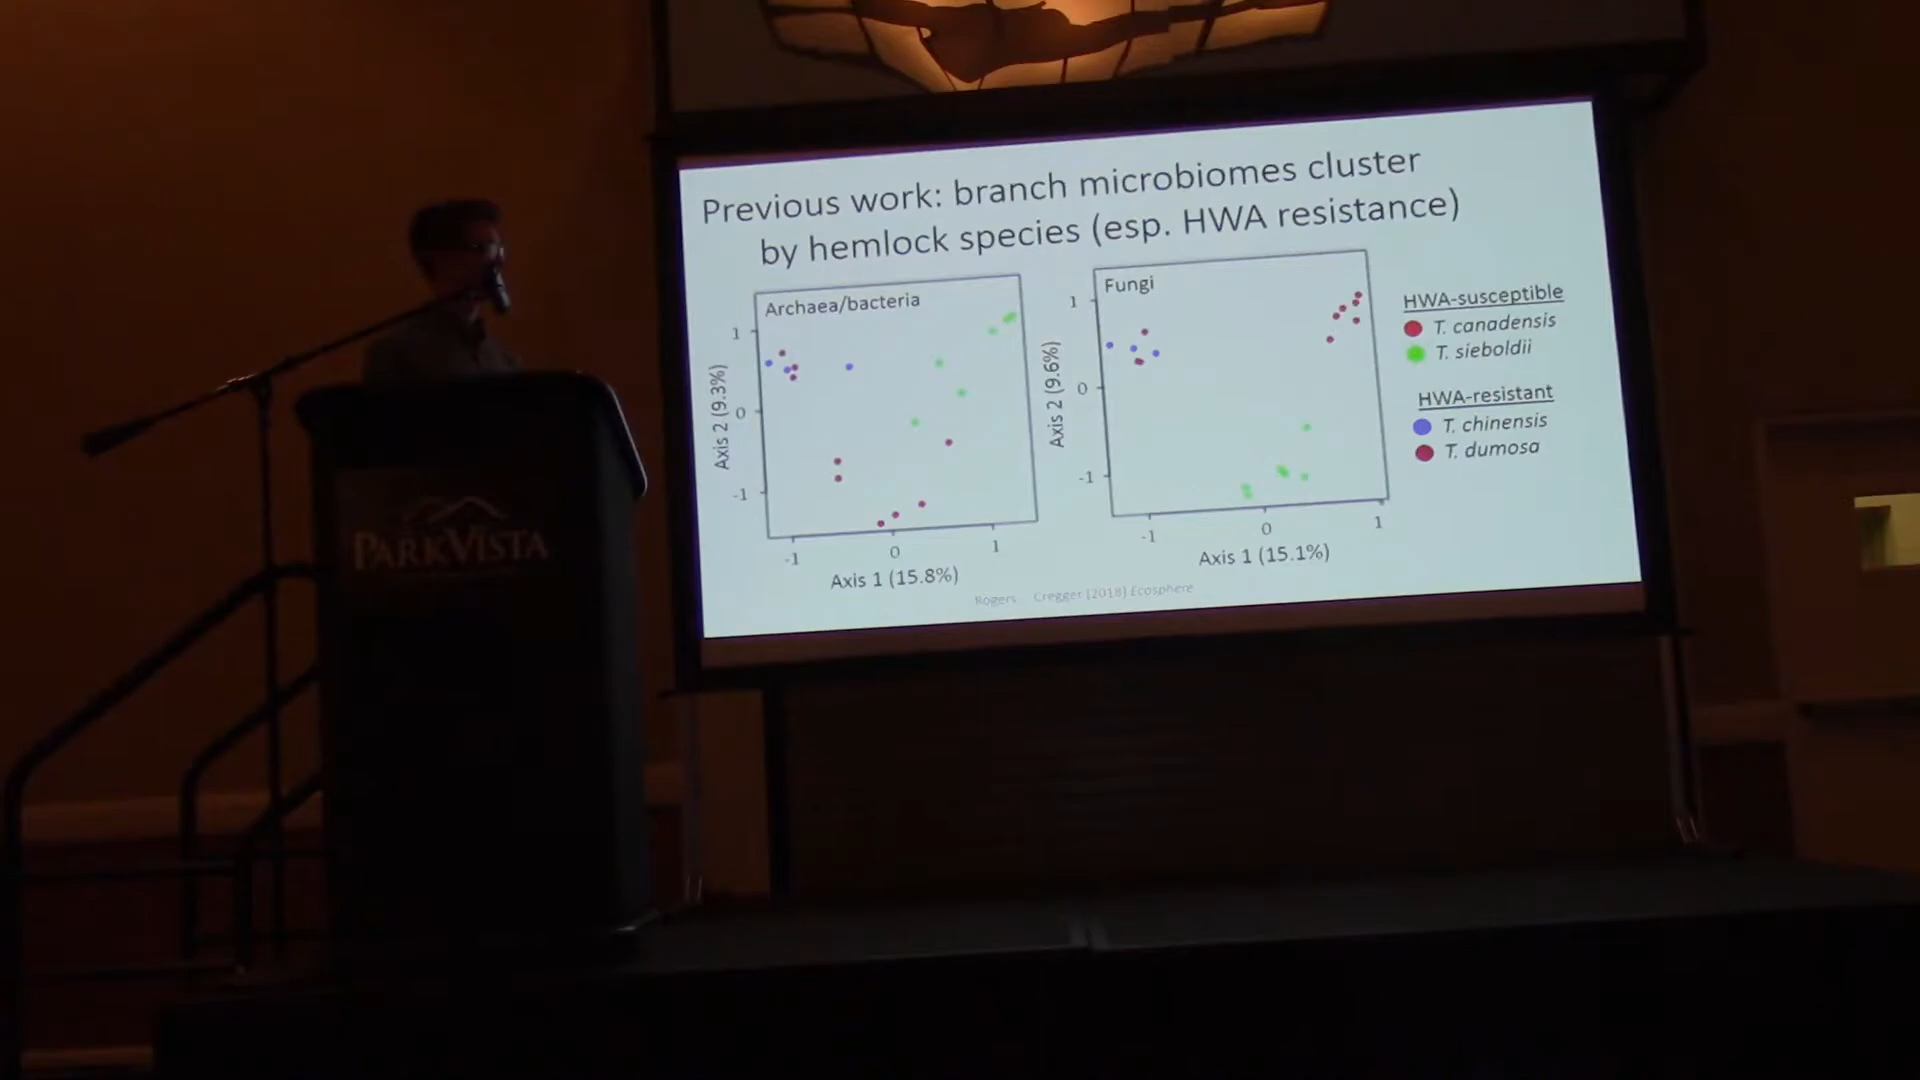 Previous work: branch microbiomes cluster
by hemlock species (esp. HWA resistance)
Archaea/bacteria
1
0
-1
Axis 2 (9.3%)
-1
0
1
Axis 1 (15.8%)
Fungi
1
0
-1
Axis 2 (9.6%)
-1
0
1
Axis 1 (15.1%)
HWA-susceptible
T. canadensis
T. sieboldii
HWA-resistant
T. chinensis
T. dumosa
Rogers ... Cregger (2018) Ecosphere
PARKVISTA